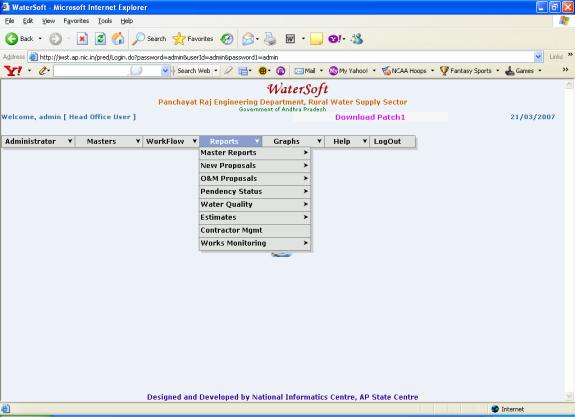 WaterSoft - Microsoft Internet Explorer
File Edit View Favorites Tools Help
Back Search Favorites
Address http://jwst.ap.nic.in/pred/Login.do?password=admin&userId=admin&password1=admin Links »
Y! Search Web Mail My Yahoo! NCAA Hoops Fantasy Sports Games »
WaterSoft
Panchayat Raj Engineering Department, Rural Water Supply Sector
Government of Andhra Pradesh
Welcome, admin [ Head Office User ] Download Patch1 21/03/2007
Administrator Masters WorkFlow Reports Graphs Help LogOut
Master Reports
New Proposals
O&M Proposals
Pendency Status
Water Quality
Estimates
Contractor Mgmt
Works Monitoring
Designed and Developed by National Informatics Centre, AP State Centre
Internet